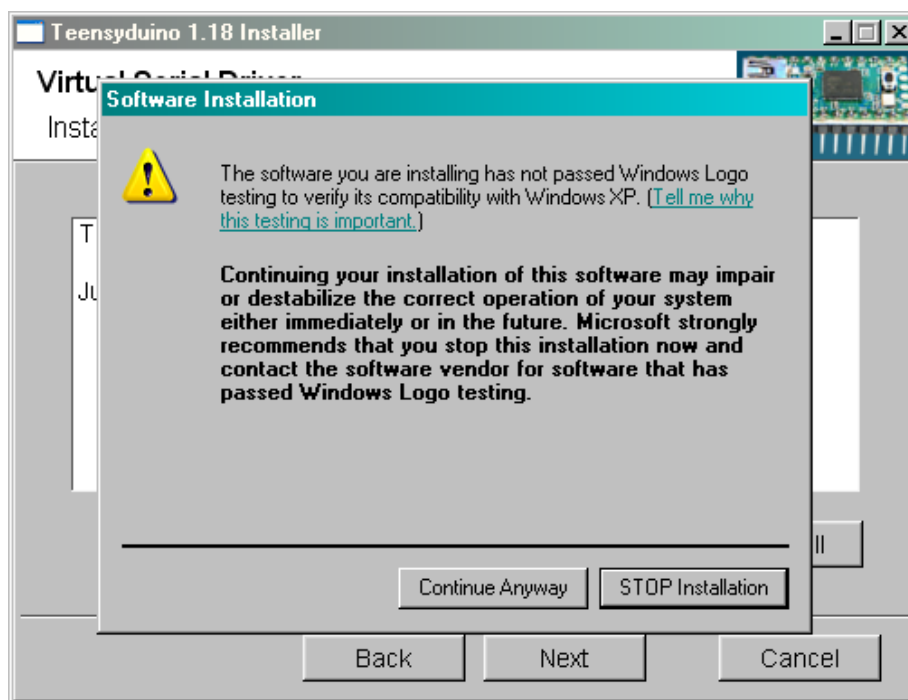 Teensyduino 1.18 Installer
Software Installation
The software you are installing has not passed Windows Logo
testing to verify its compatibility with Windows XP. (Tell me why
this testing is important.)
Continuing your installation of this software may impair
or destabilize the correct operation of your system
either immediately or in the future. Microsoft strongly
recommends that you stop this installation now and
contact the software vendor for software that has
passed Windows Logo testing.
Continue Anyway STOP Installation
Back Next Cancel